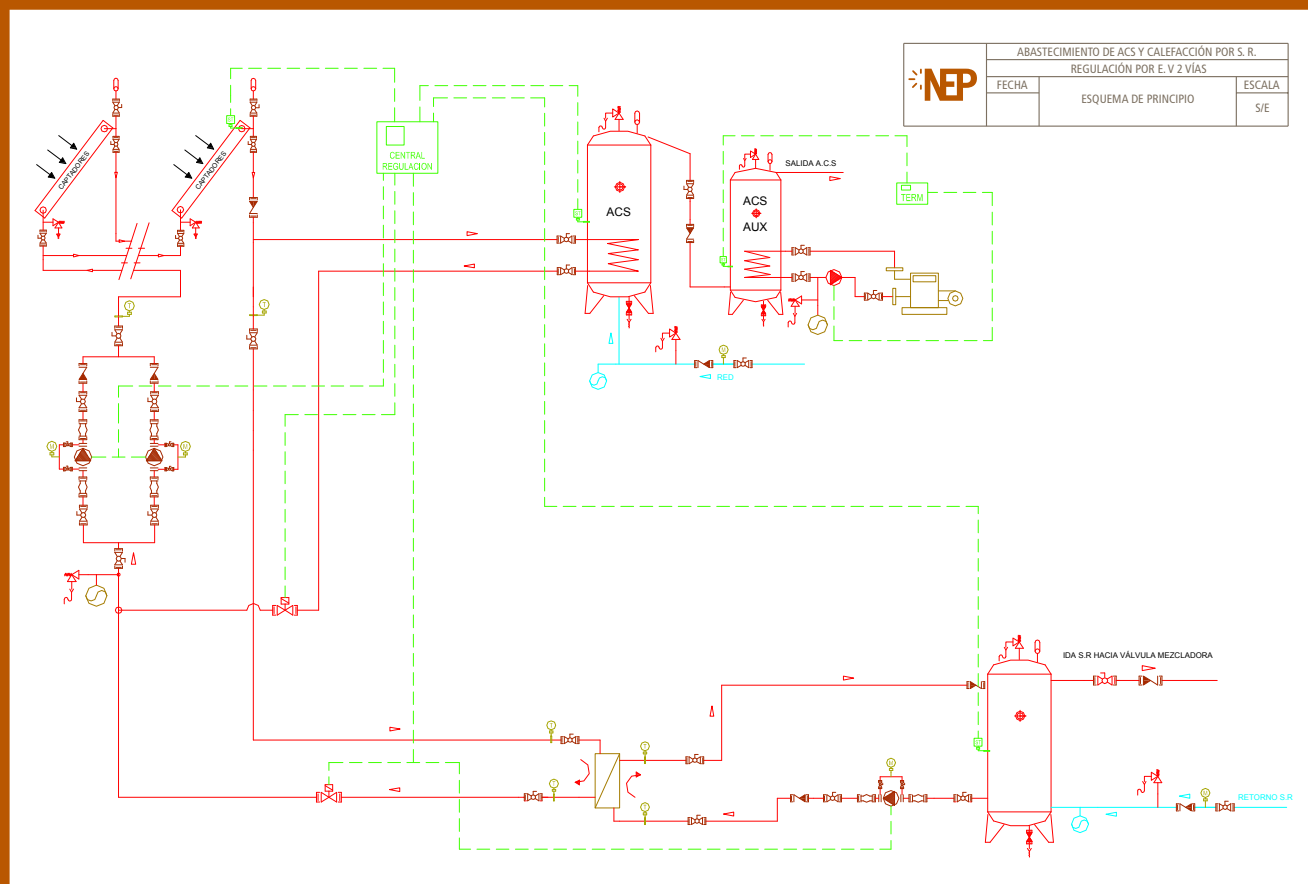 NEP
ABASTECIMIENTO DE ACS Y CALEFACCIÓN POR S. R.
REGULACIÓN POR E. V 2 VÍAS
FECHA
ESQUEMA DE PRINCIPIO
ESCALA
S/E
CAPTADORES
CAPTADORES
CENTRAL
REGULACION
ACS
SALIDA A.C.S
ACS
AUX
TERM
T
T
M
RED
M
M
IDA S.R HACIA VÁLVULA MEZCLADORA
T
T
T
T
M
M
RETORNO S.R